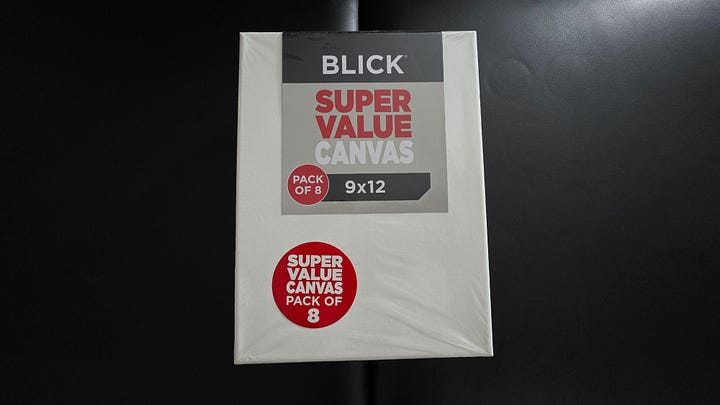 BLICK®
SUPER
VALUE
CANVAS
PACK
OF 8
9x12
SUPER
VALUE
CANVAS
PACK OF
8